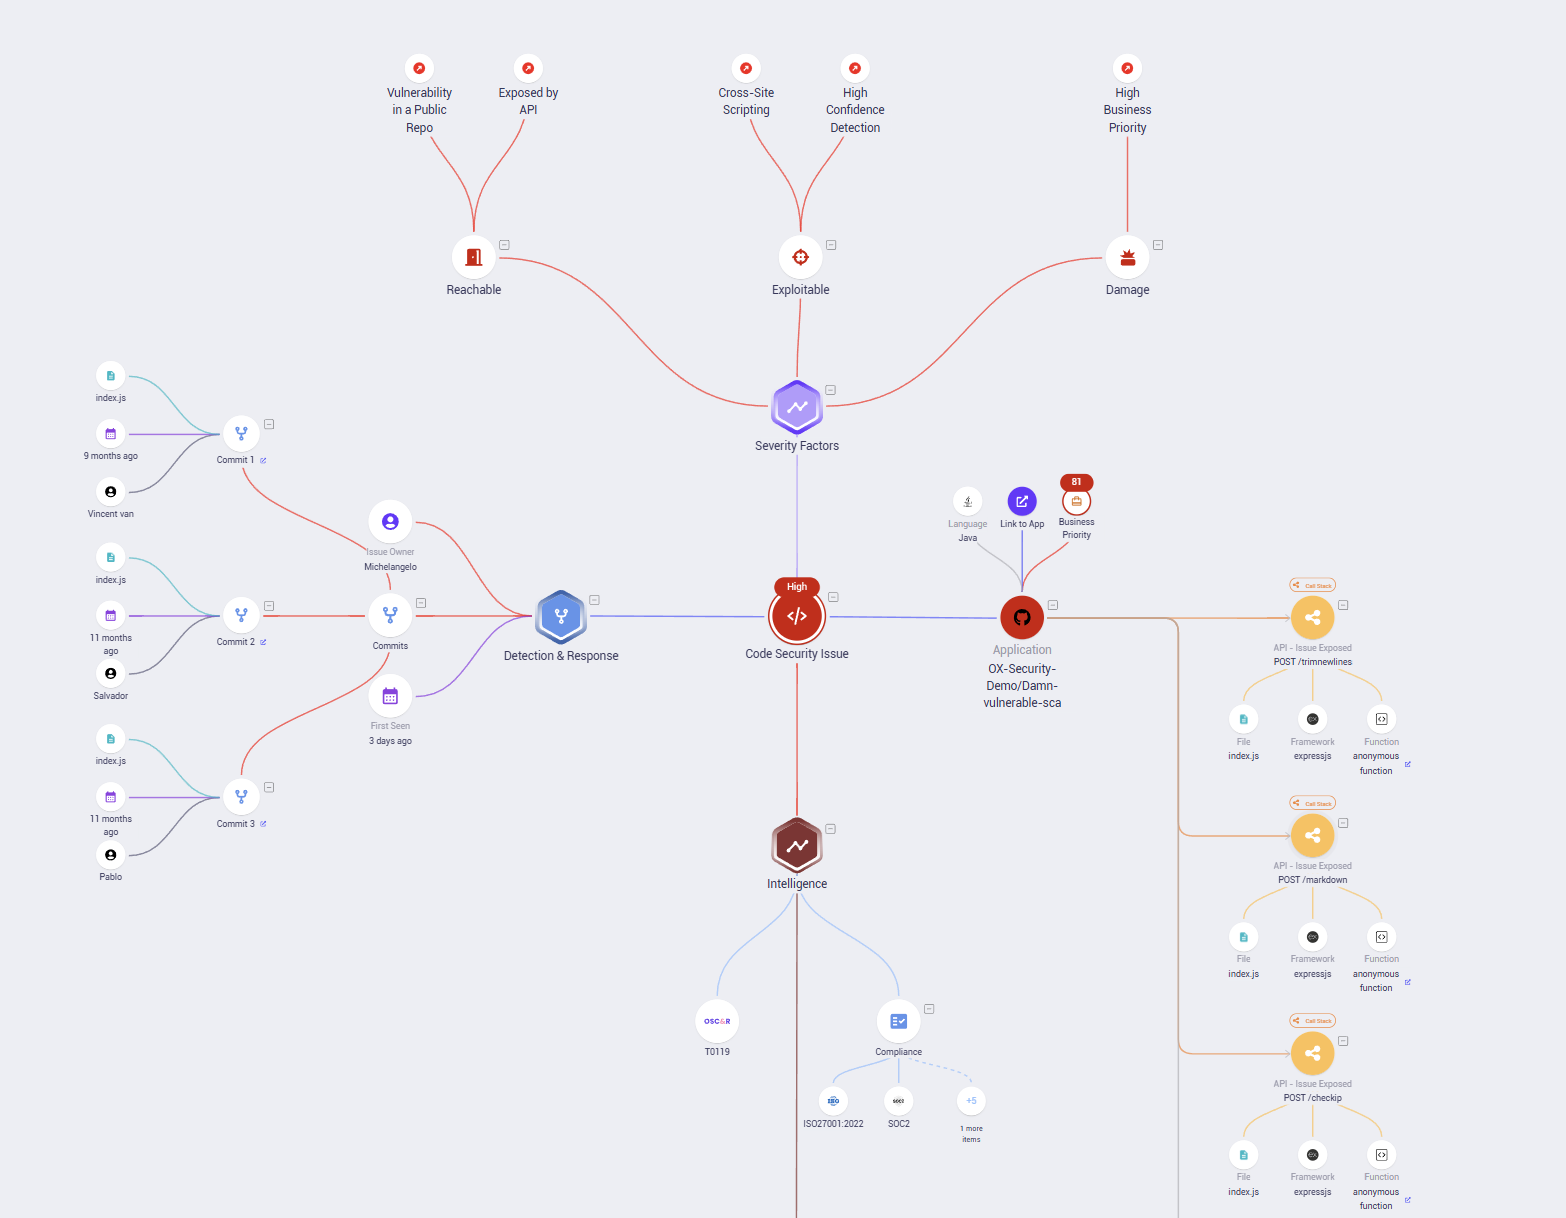 Vulnerability
in a Public
Repo
Exposed by
API
Cross-Site
Scripting
High
Confidence
Detection
High
Business
Priority
Reachable
Exploitable
Damage
Severity Factors
index.js
9 months ago
Vincent van
Commit 1
index.js
11 months
ago
Salvador
Commit 2
index.js
11 months
ago
Pablo
Commit 3
Issue Owner
Michelangelo
Commits
First Seen
3 days ago
Detection & Response
High
Code Security Issue
Language
Java
Link to App
81
Business
Priority
Application
OX-Security-
Demo/Damn-
vulnerable-sca
Call Stack
API - Issue Exposed
POST /trimnewlines
File
index.js
Framework
expressjs
Function
anonymous
function
Call Stack
API - Issue Exposed
POST /markdown
File
index.js
Framework
expressjs
Function
anonymous
function
Call Stack
API - Issue Exposed
POST /checkip
File
index.js
Framework
expressjs
Function
anonymous
function
Intelligence
OSC&R
T0119
Compliance
ISO
ISO27001:2022
SOC2
SOC2
+5
1 more
items